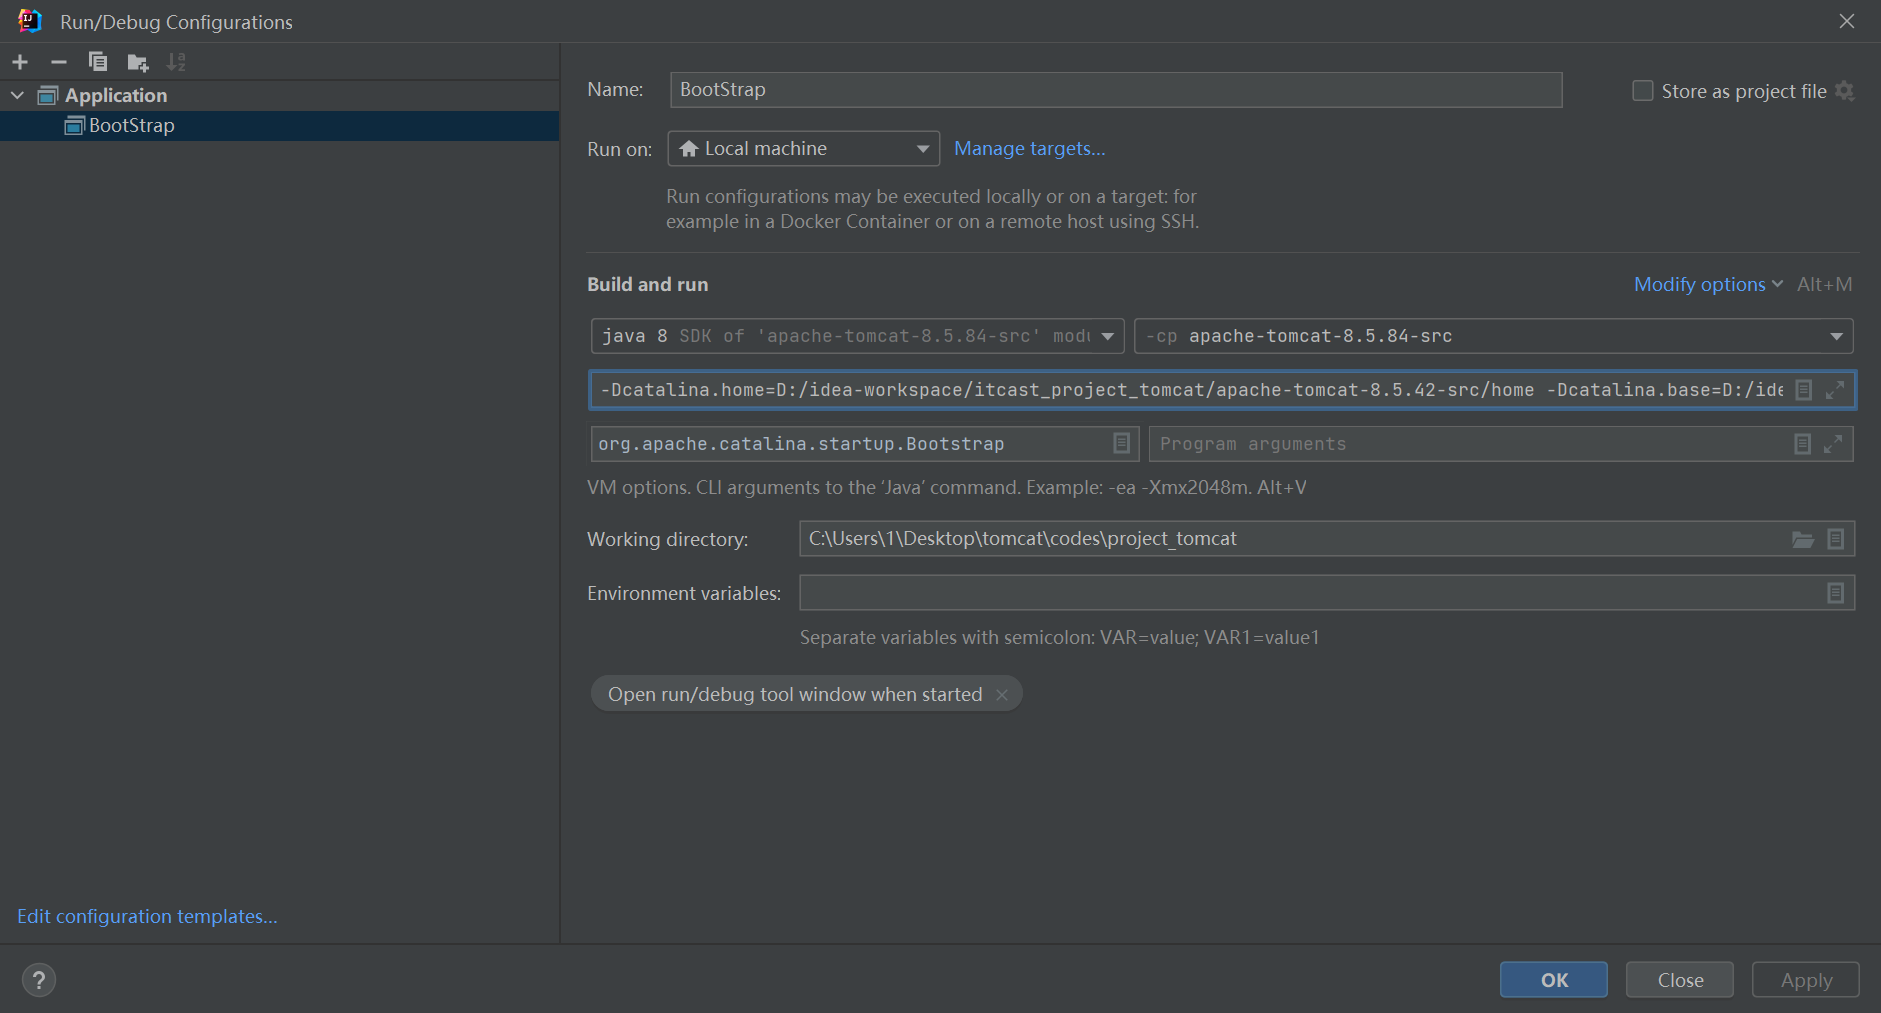 Run/Debug Configurations
Application
BootStrap
Name: BootStrap
Store as project file
Run on: Local machine Manage targets...
Run configurations may be executed locally or on a target: for
example in a Docker Container or on a remote host using SSH.
Build and run
Modify options Alt+M
java 8 SDK of 'apache-tomcat-8.5.84-src' modu
-cp apache-tomcat-8.5.84-src
-Dcatalina.home=D:/idea-workspace/itcast_project_tomcat/apache-tomcat-8.5.42-src/home -Dcatalina.base=D:/ide
org.apache.catalina.startup.Bootstrap
Program arguments
VM options. CLI arguments to the ‘Java’ command. Example: -ea -Xmx2048m. Alt+V
Working directory: C:\Users\1\Desktop\tomcat\codes\project_tomcat
Environment variables:
Separate variables with semicolon: VAR=value; VAR1=value1
Open run/debug tool window when started
Edit configuration templates...
?
OK
Close
Apply